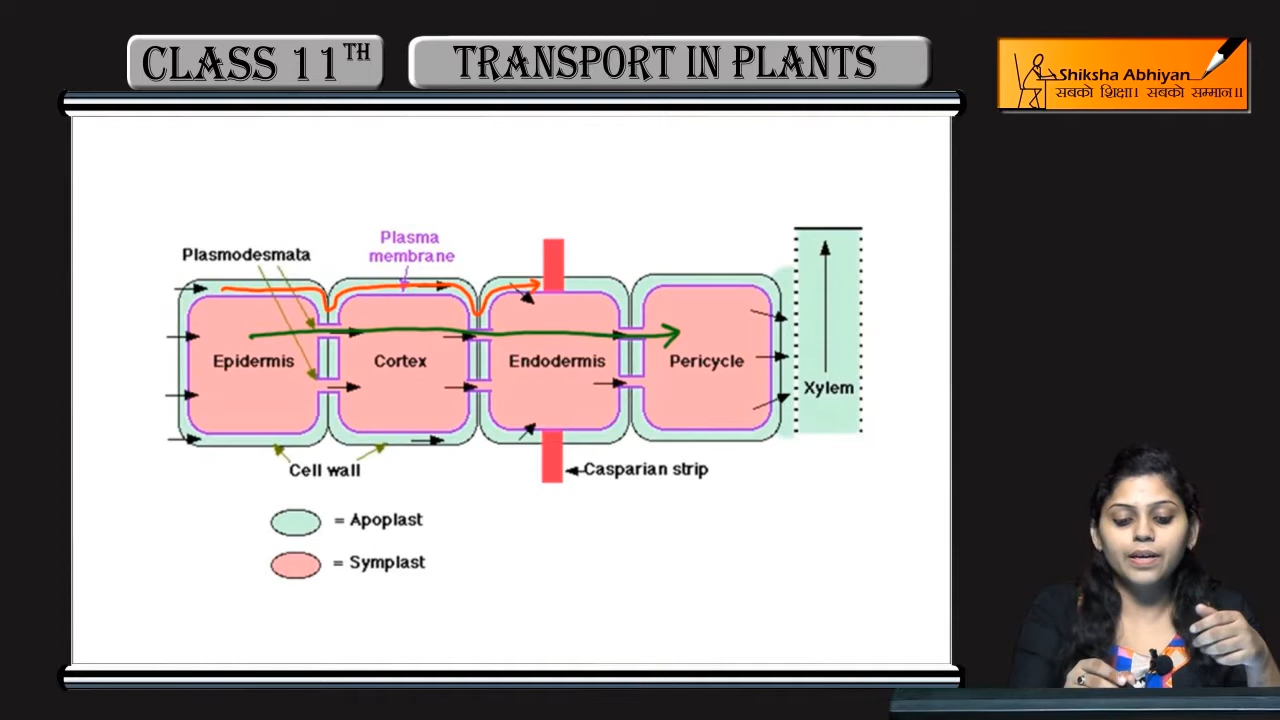 CLASS 11TH
TRANSPORT IN PLANTS
Shiksha Abhiyan
सबको शिक्षा। सबको सम्मान॥
Plasmodesmata
Plasma
membrane
Epidermis
Cortex
Endodermis
Pericycle
Xylem
Cell wall
Casparian strip
= Apoplast
= Symplast